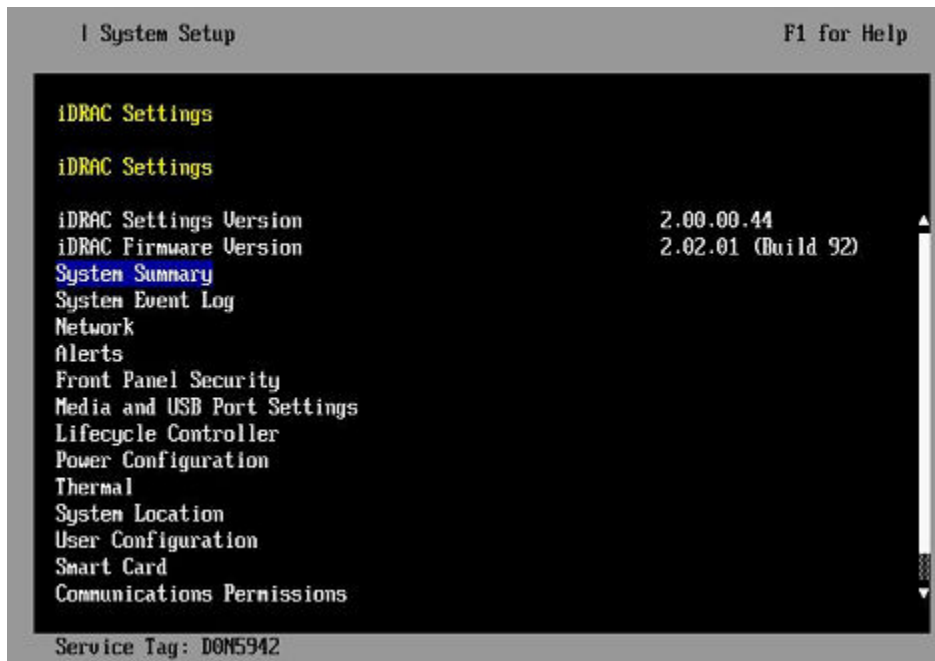 | System Setup F1 for Help
iDRAC Settings
iDRAC Settings
iDRAC Settings Version 2.00.00.44
iDRAC Firmware Version 2.02.01 (Build 92)
System Summary
System Event Log
Network
Alerts
Front Panel Security
Media and USB Port Settings
Lifecycle Controller
Power Configuration
Thermal
System Location
User Configuration
Smart Card
Communications Permissions
Service Tag: D0N5942